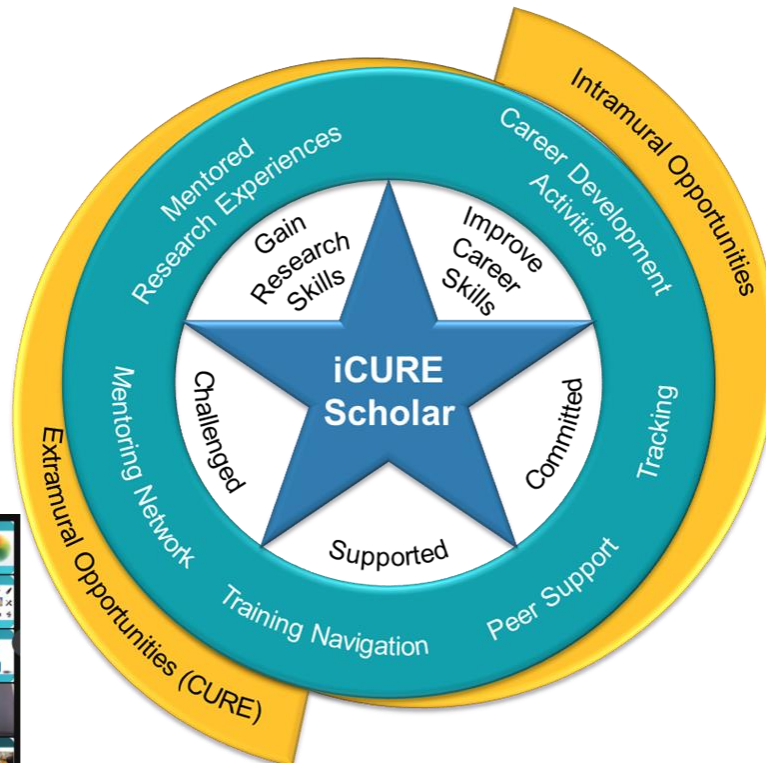 Intramural Opportunities
Mentored
Research Experiences
Career Development
Activities
Gain
Research
Skills
Improve
Career
Skills
iCURE
Scholar
Challenged
Committed
Supported
Mentoring Network
Tracking
Training Navigation
Peer Support
Extramural Opportunities (CURE)